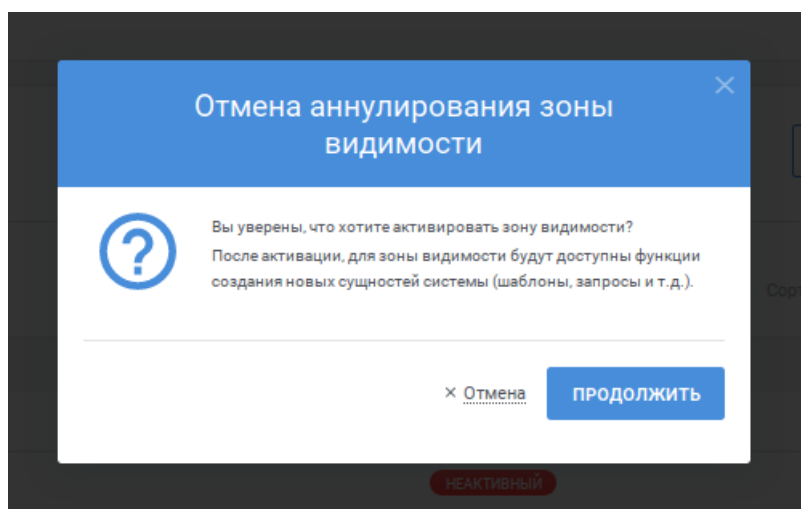 Отмена аннулирования зоны
видимости
Вы уверены, что хотите активировать зону видимости?
После активации, для зоны видимости будут доступны функции
создания новых сущностей системы (шаблоны, запросы и т.д.).
Сорт
× Отмена
ПРОДОЛЖИТЬ
НЕАКТИВНЫЙ